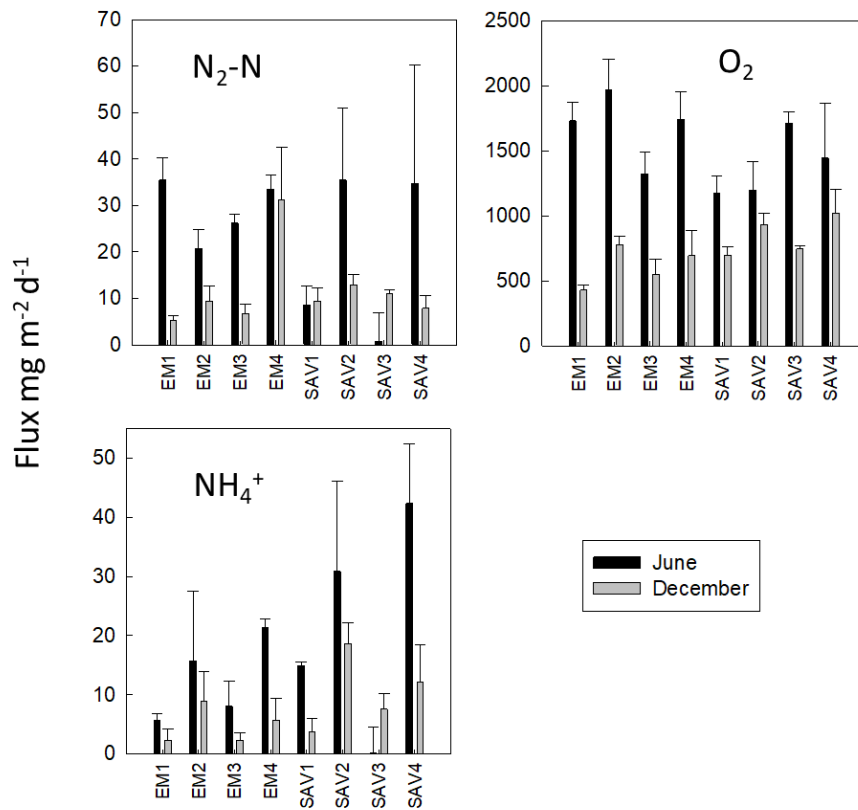 Flux mg m⁻² d⁻¹
N₂-N
70
60
50
40
30
20
10
0
EM1 EM2 EM3 EM4 SAV1 SAV2 SAV3 SAV4
O₂
2500
2000
1500
1000
500
0
EM1 EM2 EM3 EM4 SAV1 SAV2 SAV3 SAV4
NH₄⁺
50
40
30
20
10
0
EM1 EM2 EM3 EM4 SAV1 SAV2 SAV3 SAV4
June
December